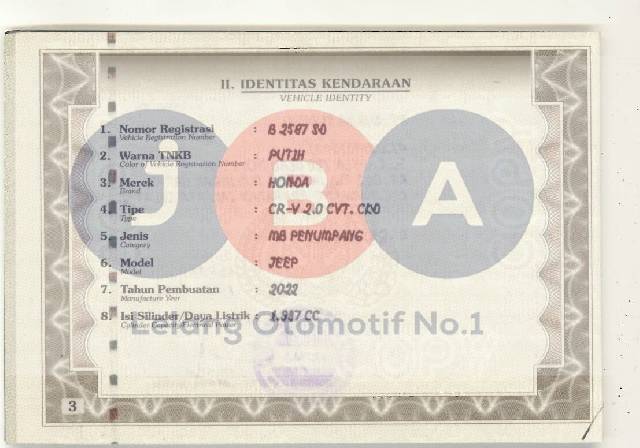 II. IDENTITAS KENDARAAN
VEHICLE IDENTITY
1. Nomor Registrasi : B 2587 SO
Vehicle Registration Number
2. Warna TNKB : PUTIH
Color of Vehicle Registration Number
3. Merek : HONDA
Brand
4. Tipe : CR-V 2.0 CVT. CKD
Type
5. Jenis : MB PENUMPANG
Category
6. Model : JEEP
Model
7. Tahun Pembuatan : 2022
Manufacture Year
8. Isi Silinder/Daya Listrik : 1.997 CC
Cylinder Capacity/Electrical Power
JBA
Lelang Otomotif No.1
3